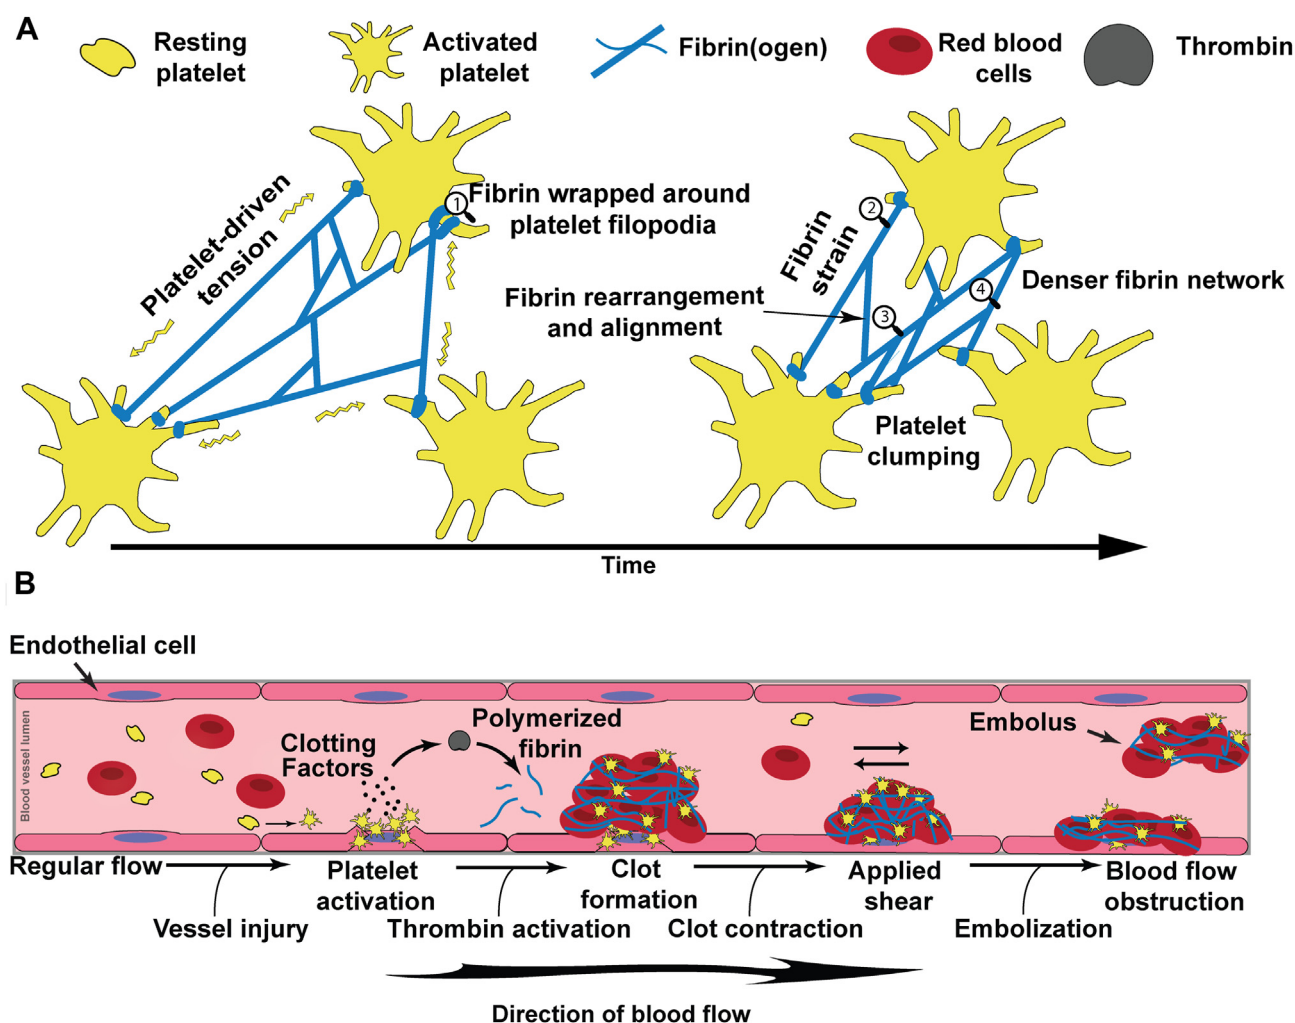 A
Resting
platelet
Activated
platelet
Fibrin(ogen)
Red blood
cells
Thrombin
Platelet-driven
tension
1
Fibrin wrapped around
platelet filopodia
2
Fibrin
strain
Fibrin rearrangement
and alignment
3
4
Denser fibrin network
Platelet
clumping
Time
B
Endothelial cell
Blood vessel lumen
Clotting
Factors
Polymerized
fibrin
Embolus
Regular flow
Platelet
activation
Clot
formation
Applied
shear
Blood flow
obstruction
Vessel injury
Thrombin activation
Clot contraction
Embolization
Direction of blood flow